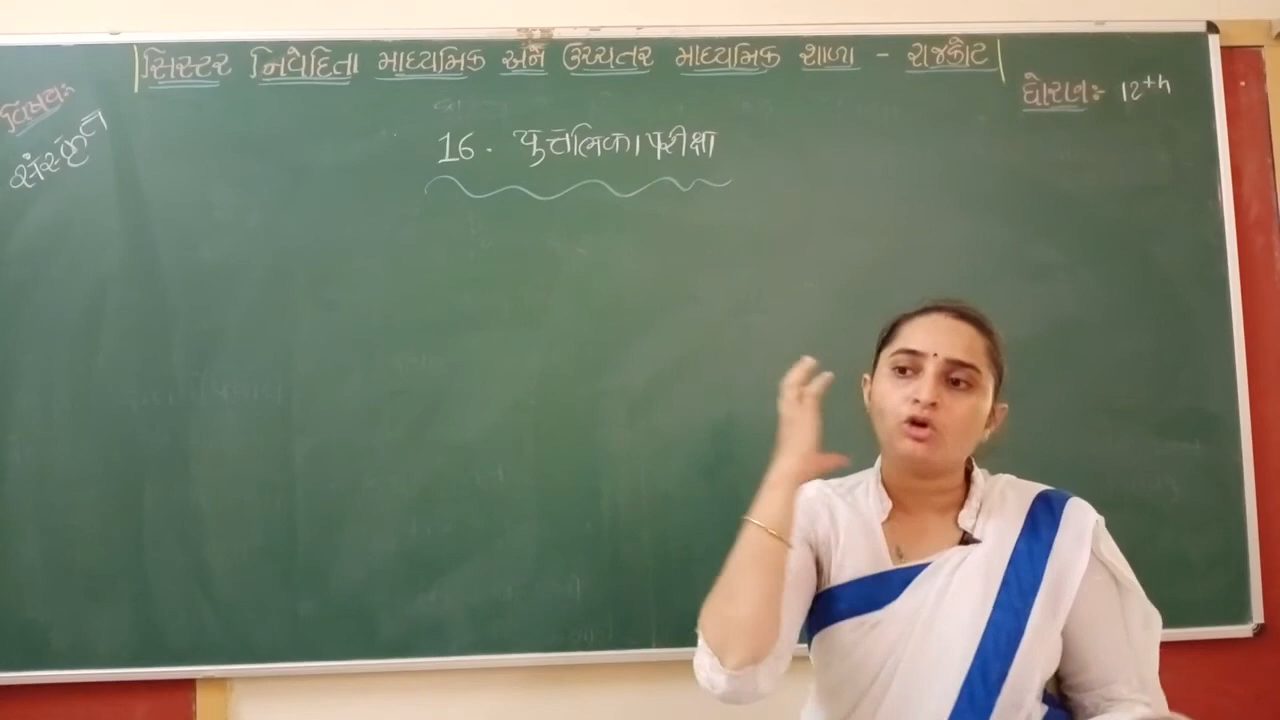 સિસ્ટર નિવેદિતા માધ્યમિક અને ઉચ્ચતર માધ્યમિક શાળા - રાજકોટ
વિષય:-
સંસ્કૃત
ધોરણ:- 12th
16. पुत्तलिका परीक्षा